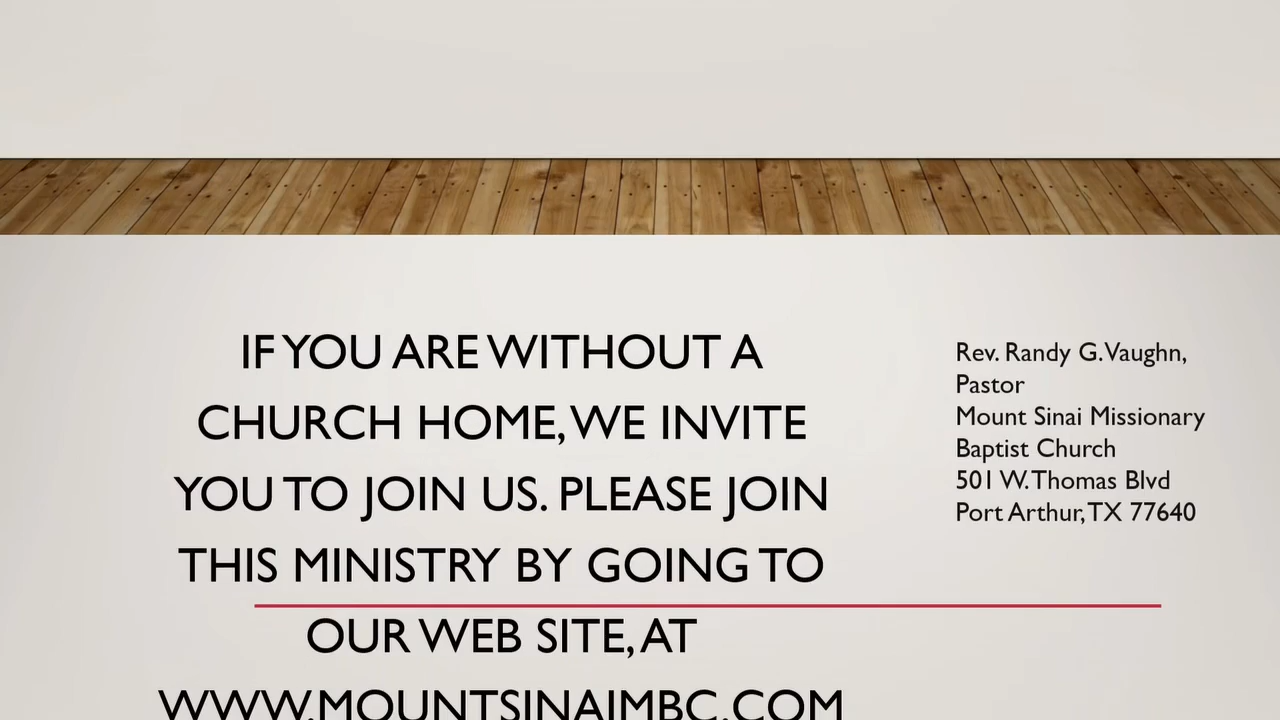 IF YOU ARE WITHOUT A
CHURCH HOME, WE INVITE
YOU TO JOIN US. PLEASE JOIN
THIS MINISTRY BY GOING TO
OUR WEB SITE, AT
WWW.MOUNTSINAIMBC.COM
Rev. Randy G. Vaughn,
Pastor
Mount Sinai Missionary
Baptist Church
501 W. Thomas Blvd
Port Arthur, TX 77640